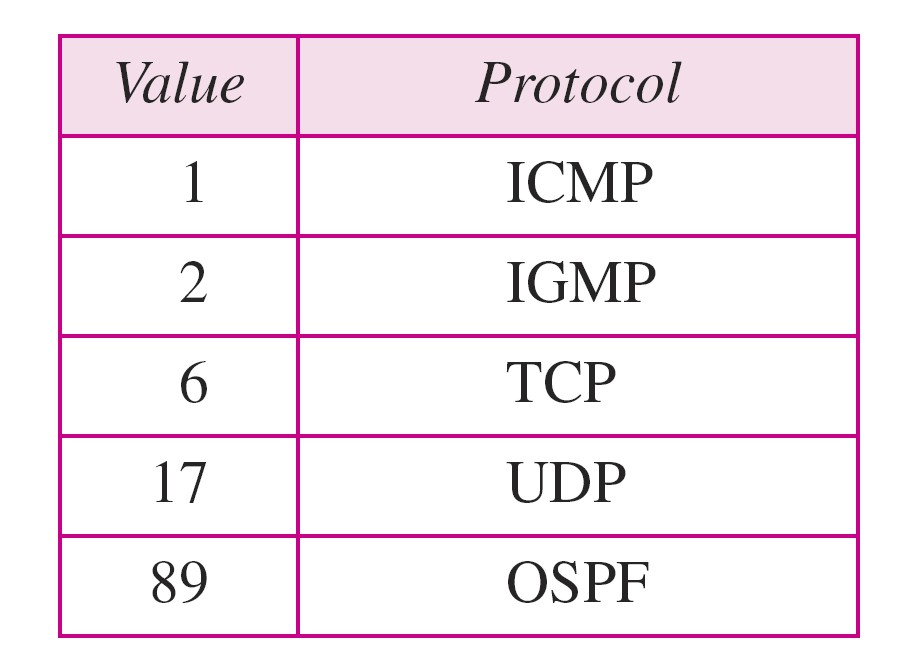 Value Protocol
1 ICMP
2 IGMP
6 TCP
17 UDP
89 OSPF